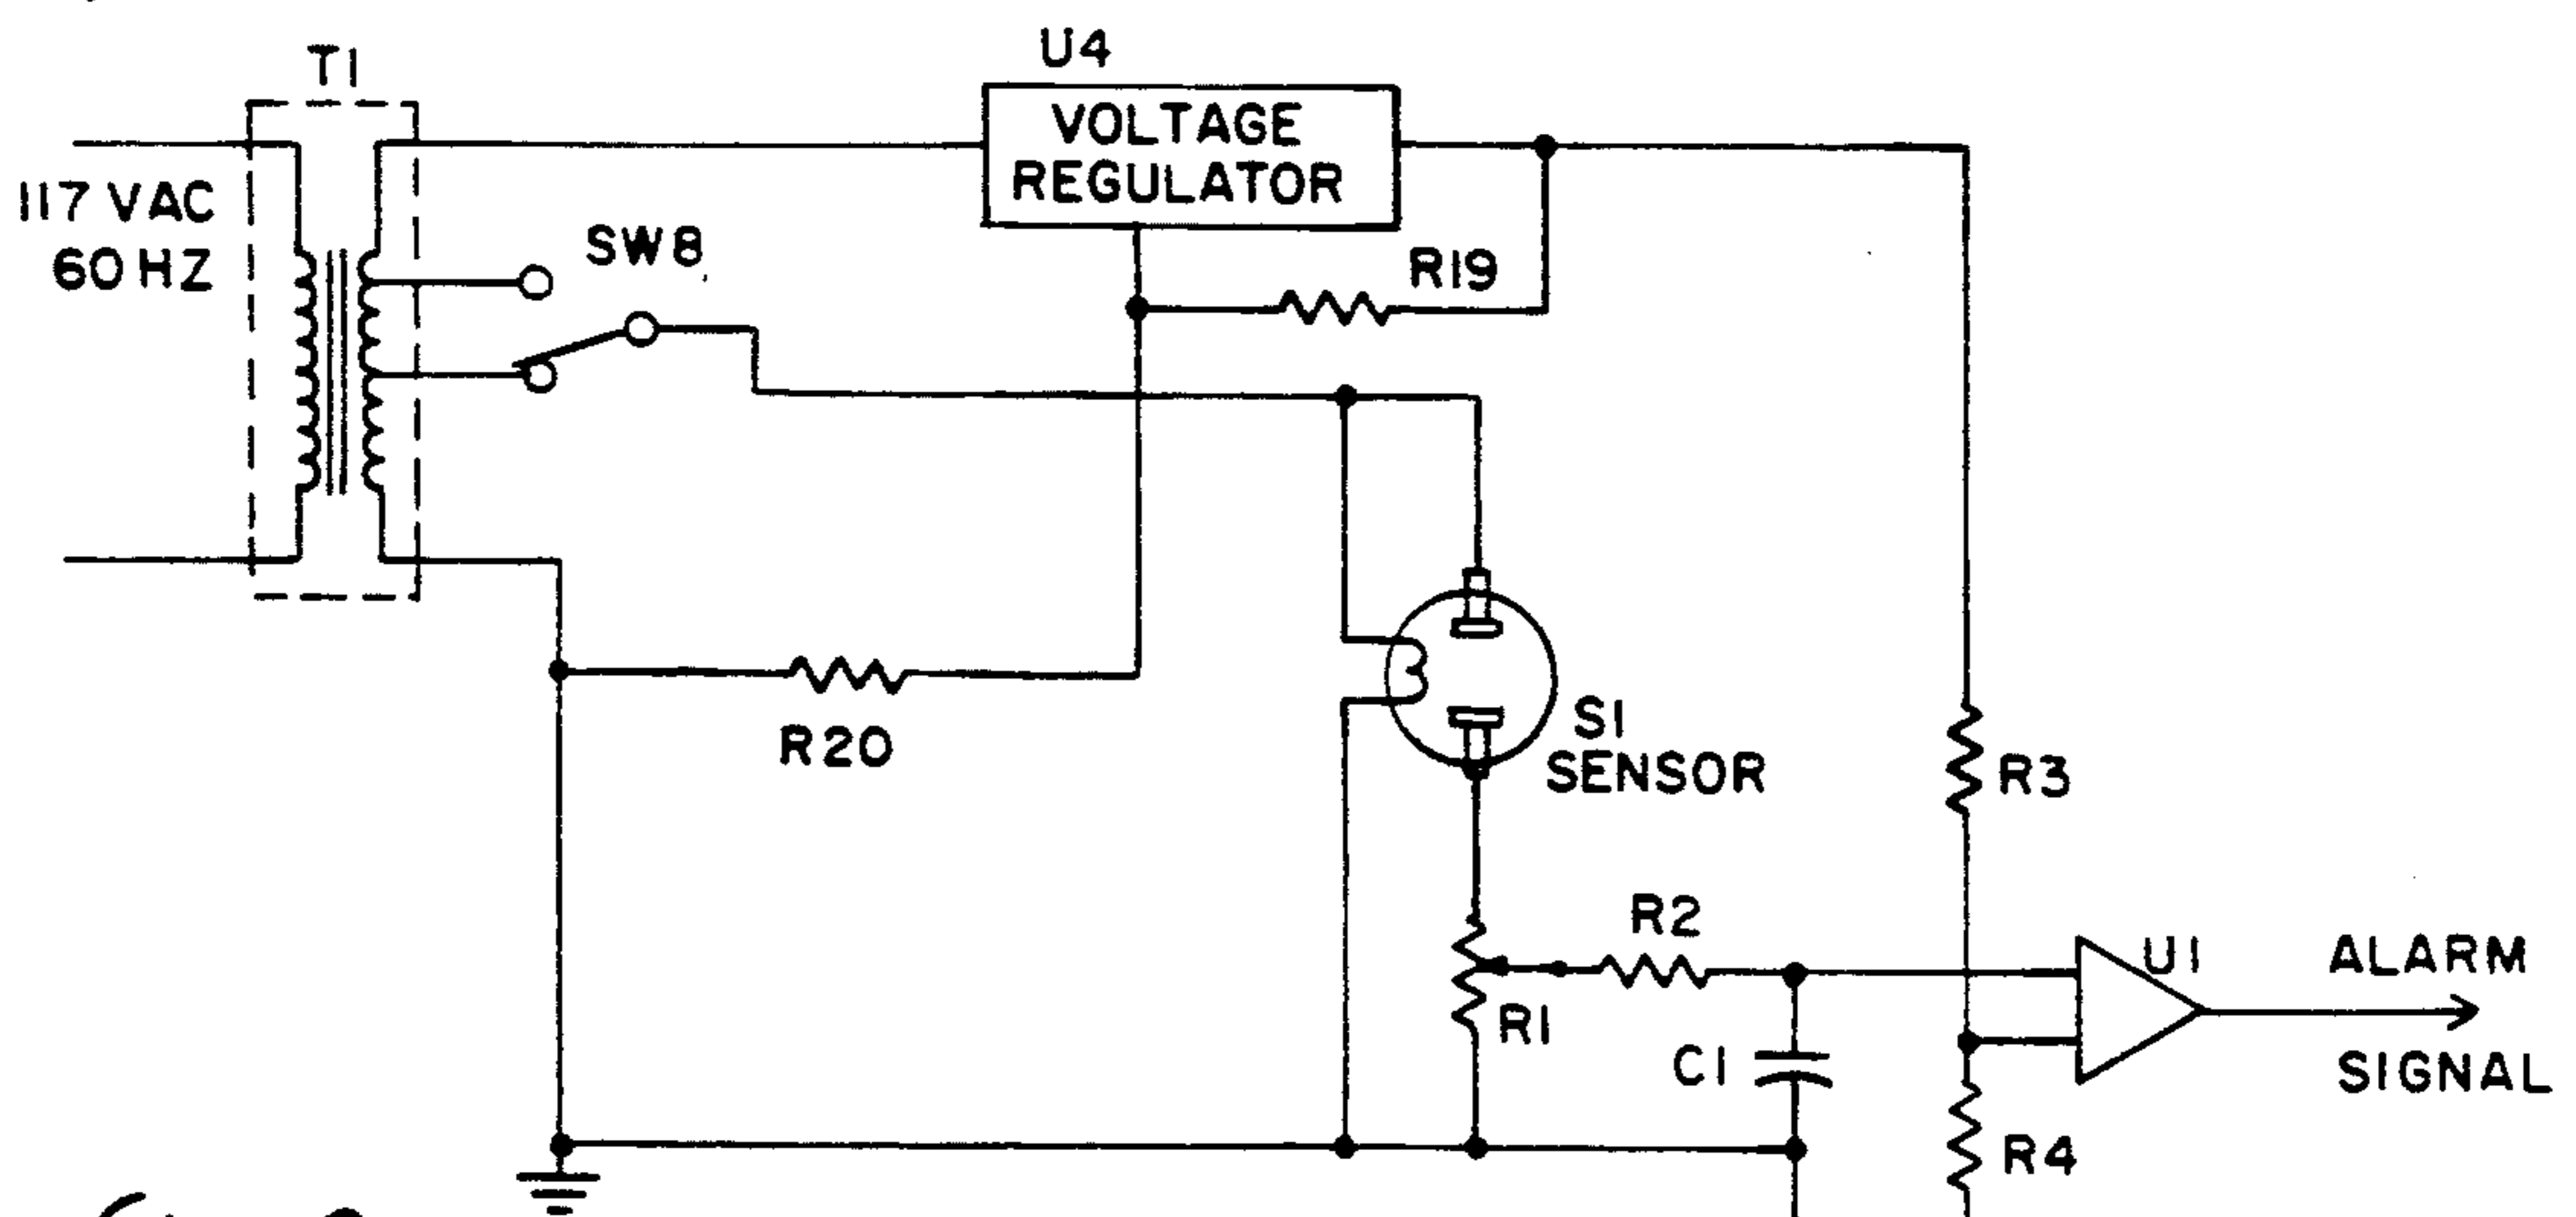 T1
U4
VOLTAGE
REGULATOR
117 VAC
60 HZ
SW8
R19
R20
S1
SENSOR
R3
R2
R1
C1
U1
ALARM
SIGNAL
R4